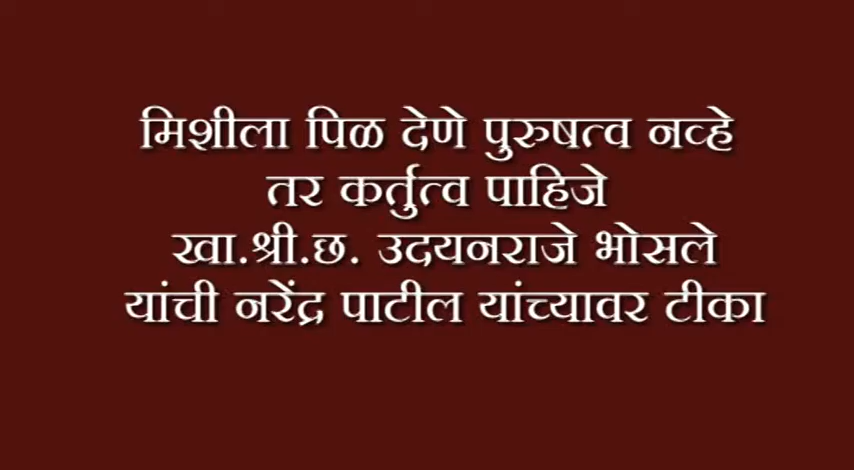 मिशीला पिळ देणे पुरुषत्व नव्हे
तर कर्तुत्व पाहिजे
खा.श्री.छ. उदयनराजे भोसले
यांची नरेंद्र पाटील यांच्यावर टीका